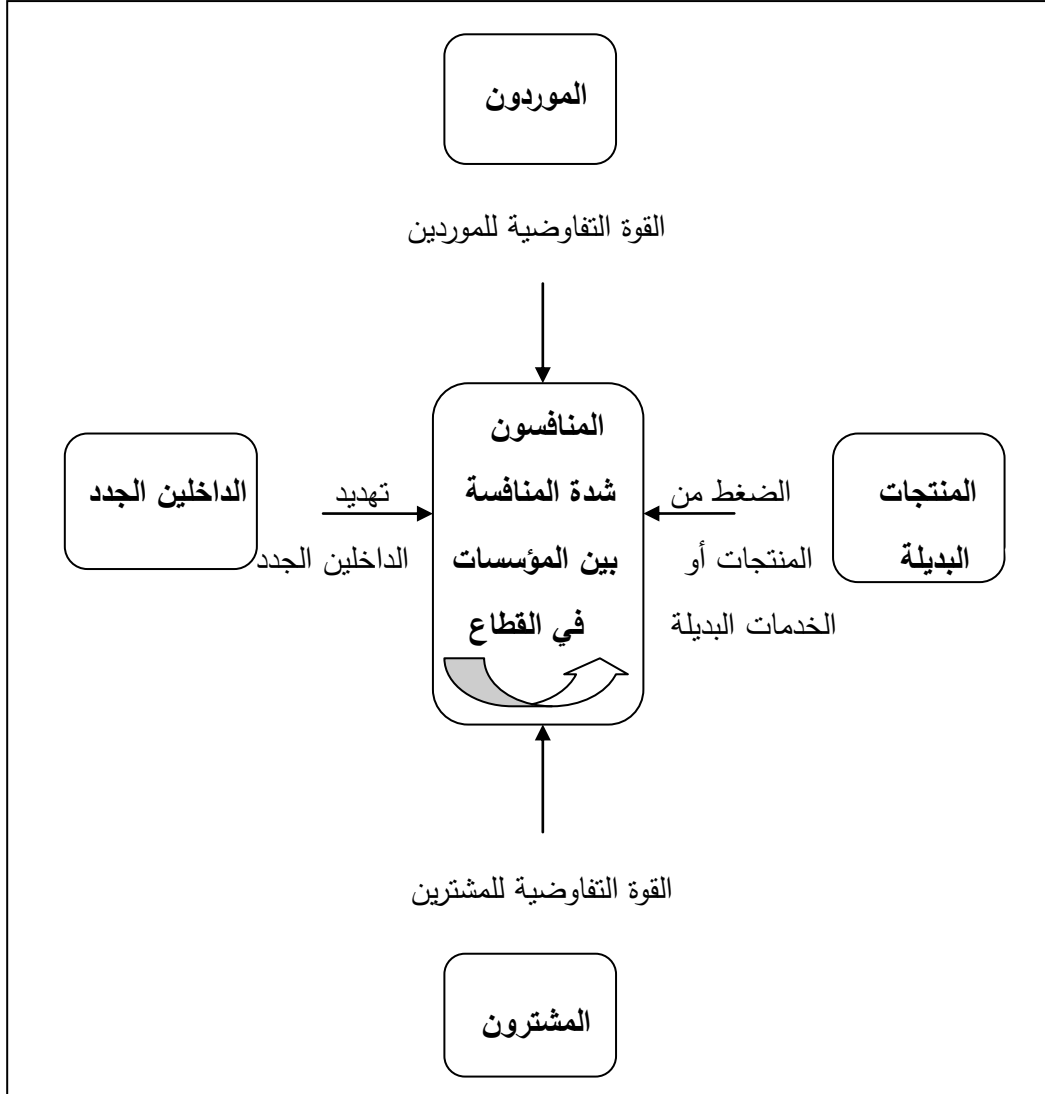 الموردون
القوة التفاوضية للموردين
المنافسون
شدة المنافسة
بين المؤسسات
في القطاع
المنتجات
البديلة
الضغط من
المنتجات أو
الخدمات البديلة
تهديد
الداخلين الجدد
الداخلين الجدد
القوة التفاوضية للمشترين
المشترون